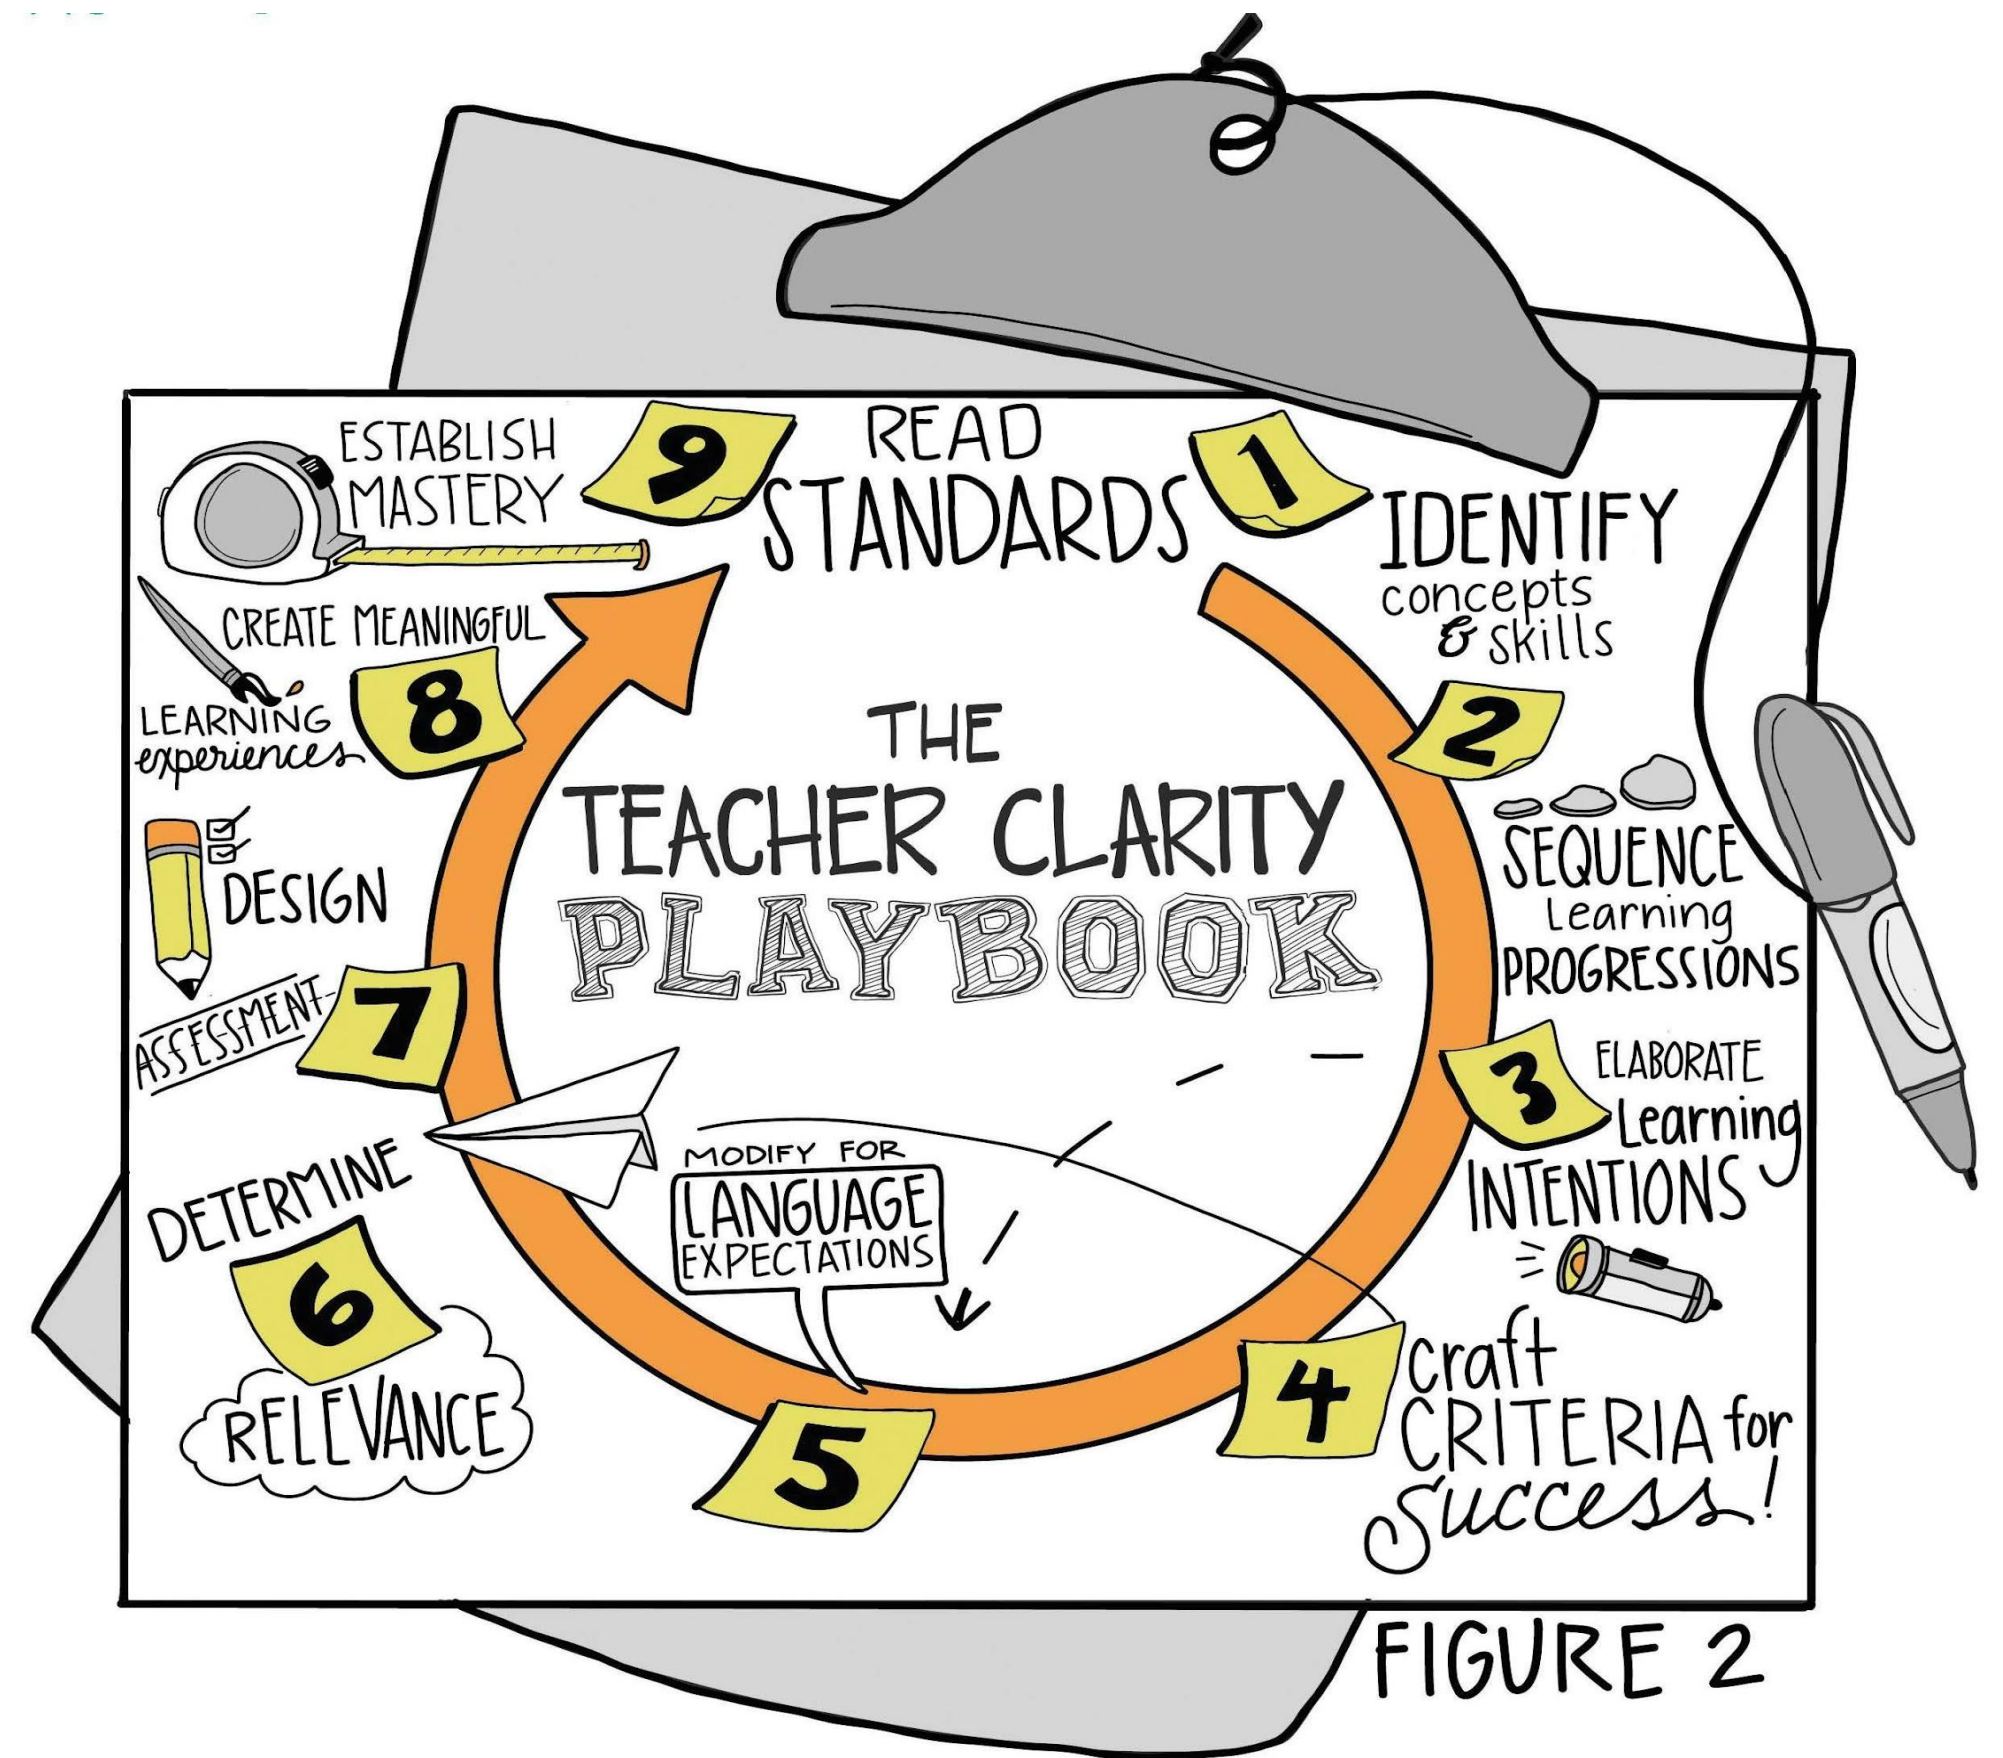 READ
STANDARDS
1
IDENTIFY
concepts
& skills
2
SEQUENCE
Learning
PROGRESSIONS
3
ELABORATE
Learning
INTENTIONS
4
craft
CRITERIA for
Success!
MODIFY FOR
LANGUAGE
EXPECTATIONS
5
DETERMINE
6
RELEVANCE
DESIGN
ASSESSMENT
7
CREATE MEANINGFUL
8
LEARNING
experiences
ESTABLISH
MASTERY
9
THE
TEACHER CLARITY
PLAYBOOK
FIGURE 2